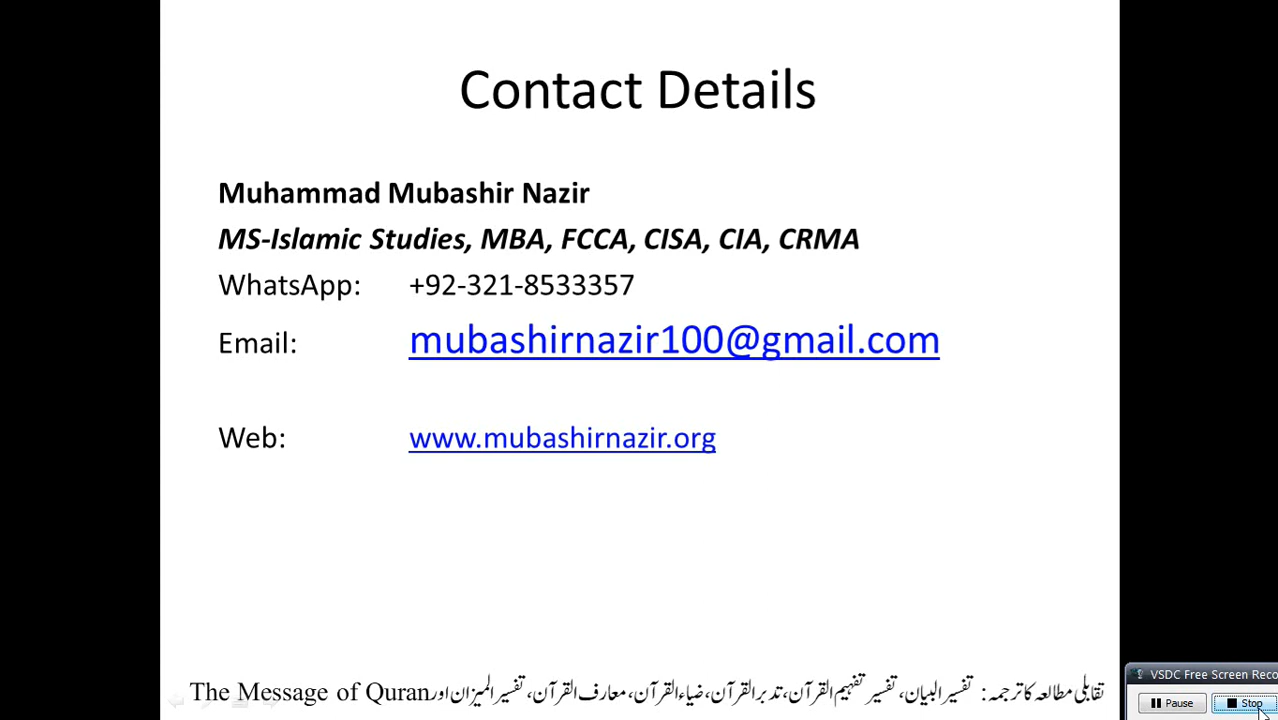 Contact Details
Muhammad Mubashir Nazir
MS-Islamic Studies, MBA, FCCA, CISA, CIA, CRMA
WhatsApp: +92-321-8533357
Email: mubashirnazir100@gmail.com
Web: www.mubashirnazir.org
تقابلی مطالعہ کا ترجمہ: تفسیر البیان، تفسیر تفہیم القرآن، تدبر القرآن، ضیاء القرآن، معارف القرآن، تفسیر المیزان اور The Message of Quran
VSDC Free Screen Reco
Pause
Stop